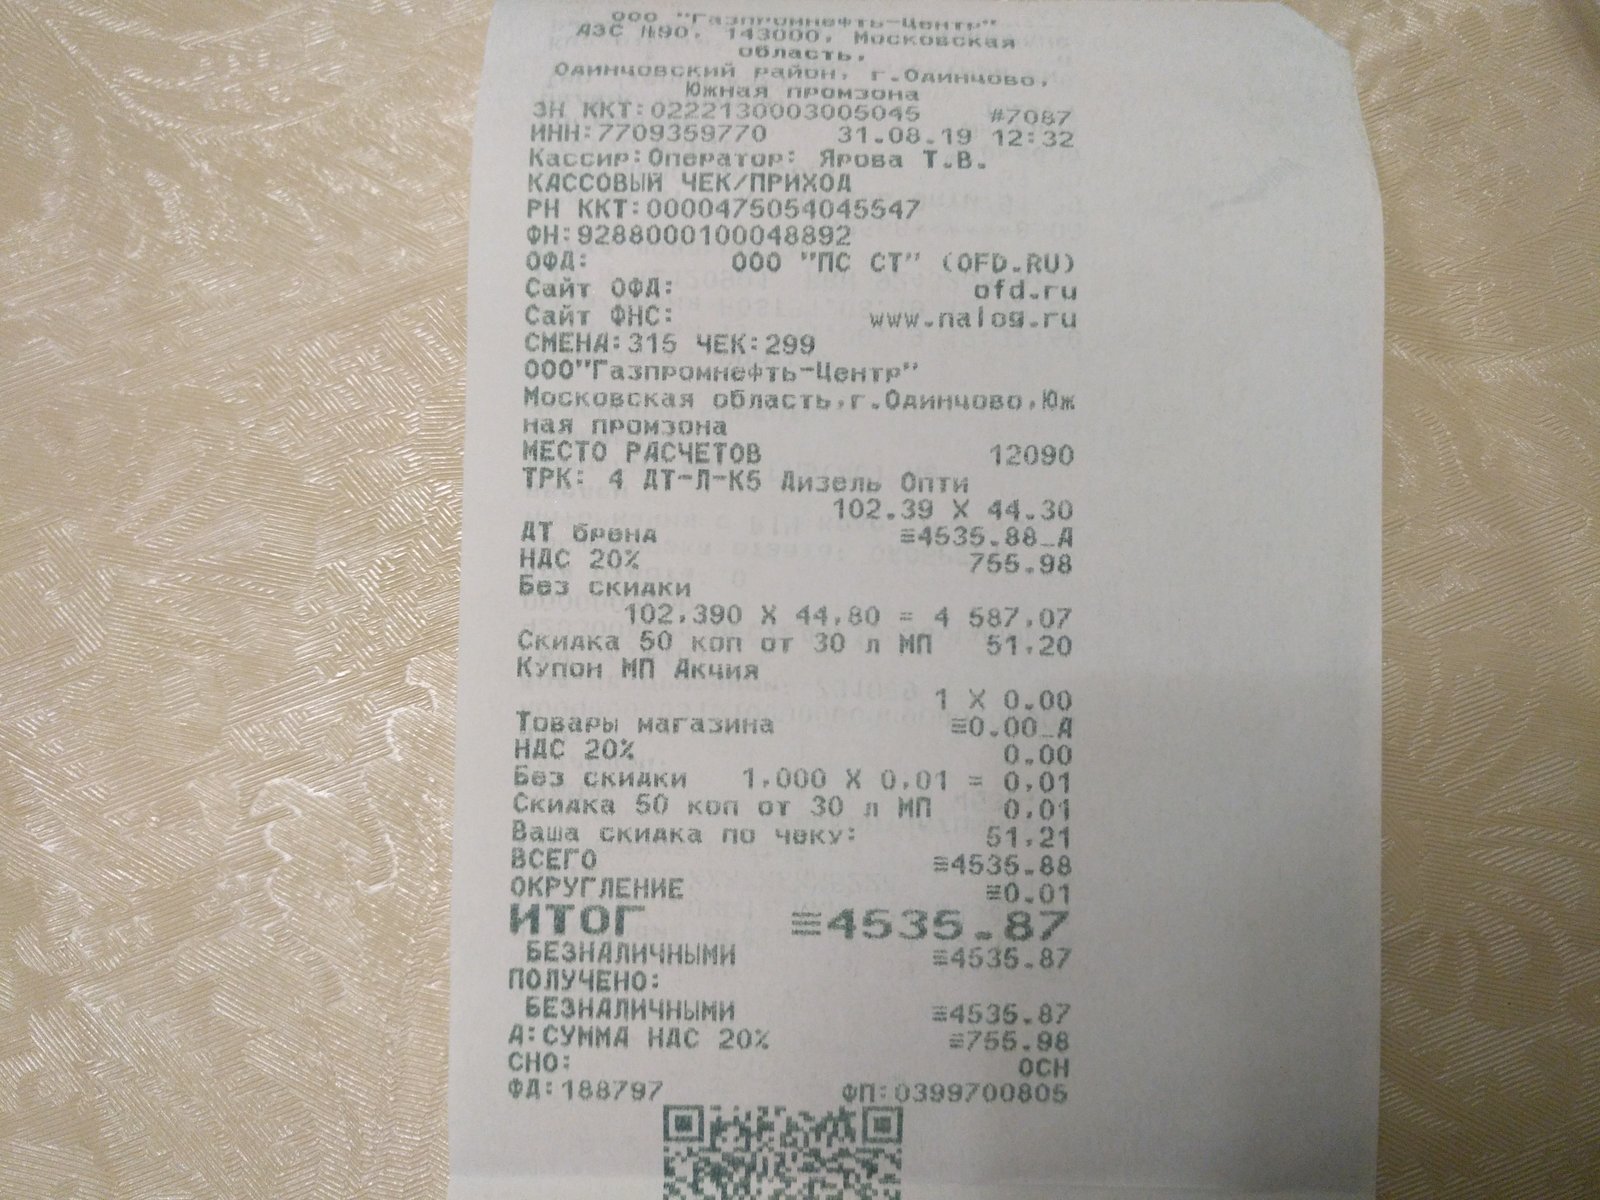 ООО "Газпромнефть-Центр"
АЗС №90, 143000, Московская
область,
Одинцовский район, г.Одинцово,
Южная промзона
ЗН ККТ:0222130003005045 #7087
ИНН:7709359770 31.08.19 12:32
Кассир:Оператор: Ярова Т.В.
КАССОВЫЙ ЧЕК/ПРИХОД
РН ККТ:0000475054045547
ФН:9288000100048892
ОФД: ООО "ПС СТ" (OFD.RU)
Сайт ОФД: ofd.ru
Сайт ФНС: www.nalog.ru
СМЕНА:315 ЧЕК:299
ООО"Газпромнефть-Центр"
Московская область,г.Одинцово,Юж
ная промзона
МЕСТО РАСЧЕТОВ 12090
ТРК: 4 ДТ-Л-К5 Дизель Опти
102.39 X 44.30
ДТ бренд ≡4535.88_А
НДС 20% 755.98
Без скидки
102,390 X 44,80 = 4 587,07
Скидка 50 коп от 30 л МП 51,20
Купон МП Акция
1 X 0.00
Товары магазина ≡0.00_А
НДС 20% 0.00
Без скидки 1,000 X 0,01 = 0,01
Скидка 50 коп от 30 л МП 0,01
Ваша скидка по чеку: 51,21
ВСЕГО ≡4535.88
ОКРУГЛЕНИЕ ≡0.01
ИТОГ ≡4535.87
БЕЗНАЛИЧНЫМИ ≡4535.87
ПОЛУЧЕНО:
БЕЗНАЛИЧНЫМИ ≡4535.87
А:СУММА НДС 20% ≡755.98
СНО: ОСН
ФД:188797 ФП:0399700805